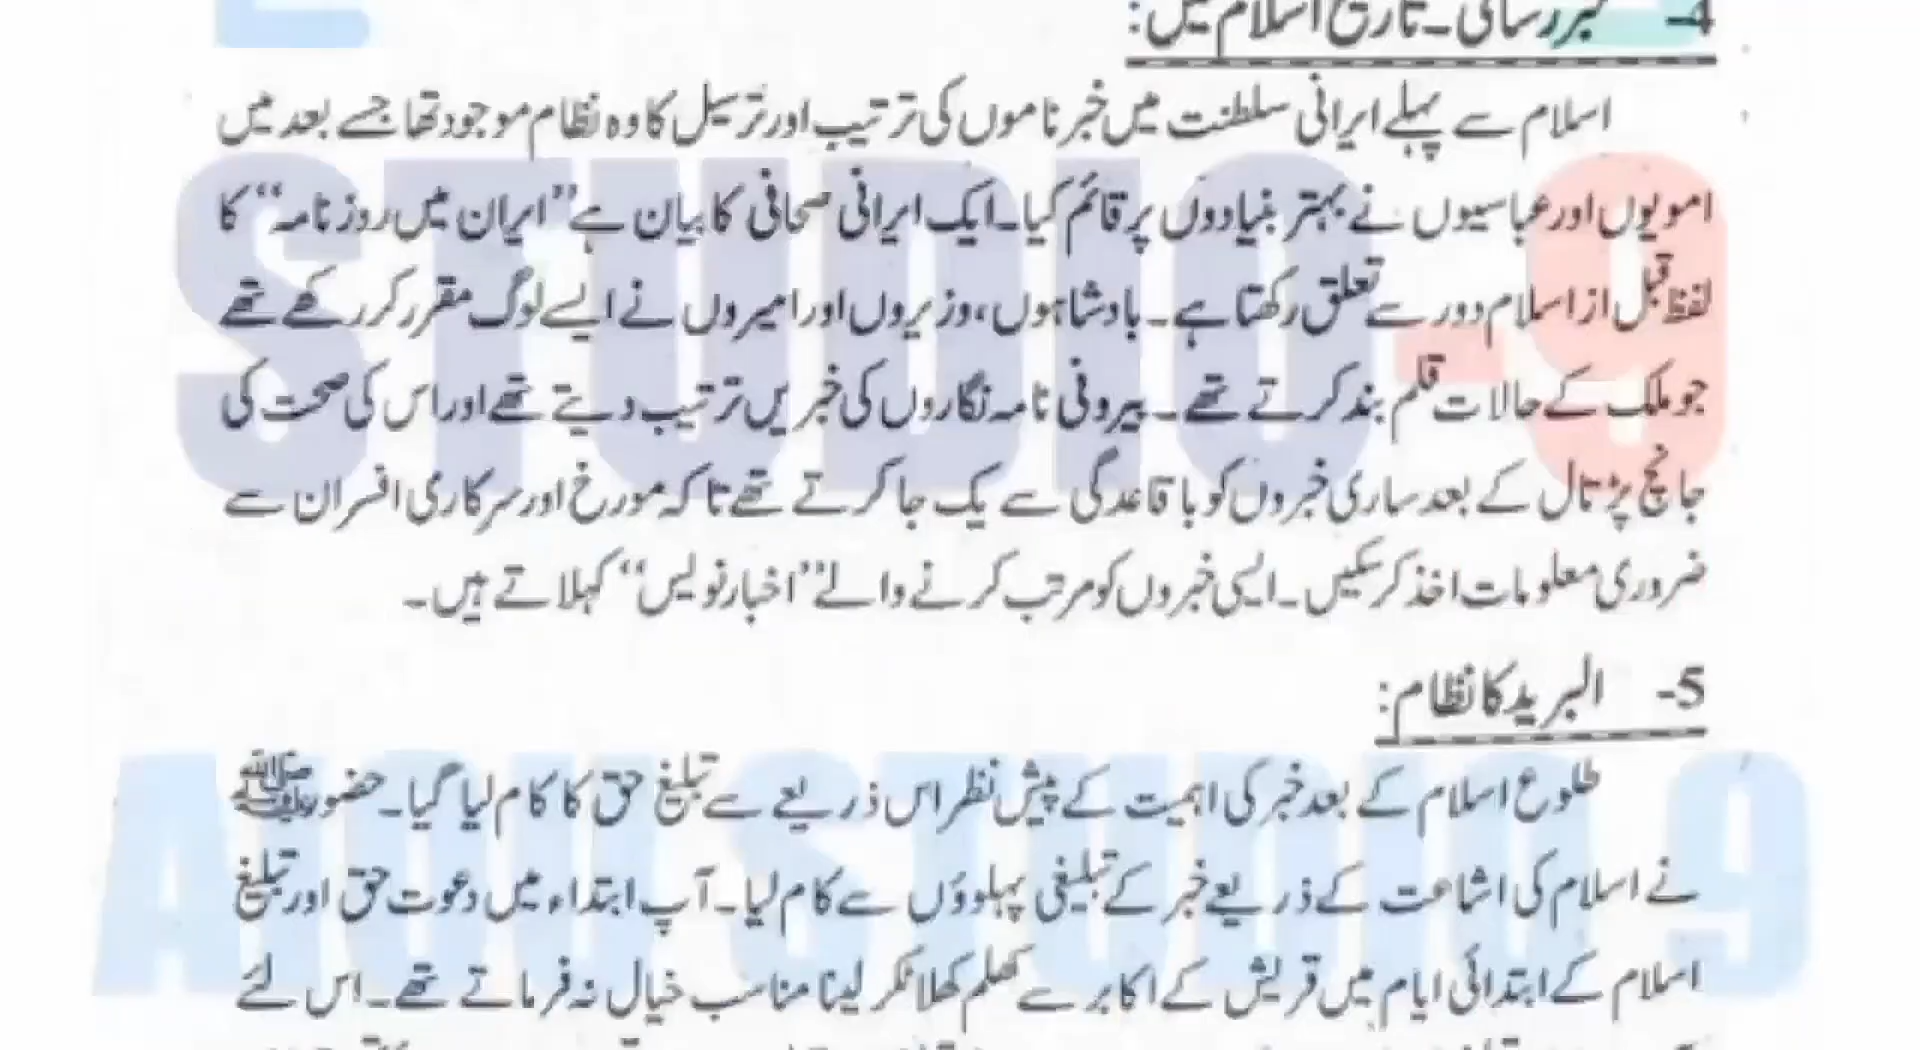 4- خبر رسانی۔ تاریخ اسلام میں:
اسلام سے پہلے ایرانی سلطنت میں خبر ناموں کی ترتیب اور ترسیل کا وہ نظام موجود تھا جسے بعد میں
امویوں اور عباسیوں نے بہتر بنیادوں پر قائم کیا۔ ایک ایرانی صحافی کا بیان ہے ”ایران میں روزنامہ“ کا
لفظ قبل از اسلام دور سے تعلق رکھتا ہے۔ بادشاہوں، وزیروں اور امیروں نے ایسے لوگ مقرر کر رکھے تھے
جو ملک کے حالات قلم بند کرتے تھے۔ بیرونی نامہ نگاروں کی خبریں ترتیب دیتے تھے اور اس کی صحت کی
جانچ پڑتال کے بعد ساری خبروں کو باقاعدگی سے یک جا کرتے تھے تاکہ مورخ اور سرکاری افسران سے
ضروری معلومات اخذ کر سکیں۔ ایسی خبروں کو مرتب کرنے والے ”اخبار نویس“ کہلاتے ہیں۔
5- البرید کا نظام:
طلوع اسلام کے بعد خبر کی اہمیت کے پیش نظر اس ذریعے سے تبلیغ حق کا کام لیا گیا۔ حضور ﷺ
نے اسلام کی اشاعت کے ذریعے خبر کے تبلیغی پہلوؤں سے کام لیا۔ آپ ابتداء میں دعوت حق اور تبلیغ
اسلام کے ابتدائی ایام میں قریش کے اکابر سے کھلم کھلا ٹکر لینا مناسب خیال نہ فرماتے تھے۔ اس لئے
STUDIO-9
AIOU STUDIO 9